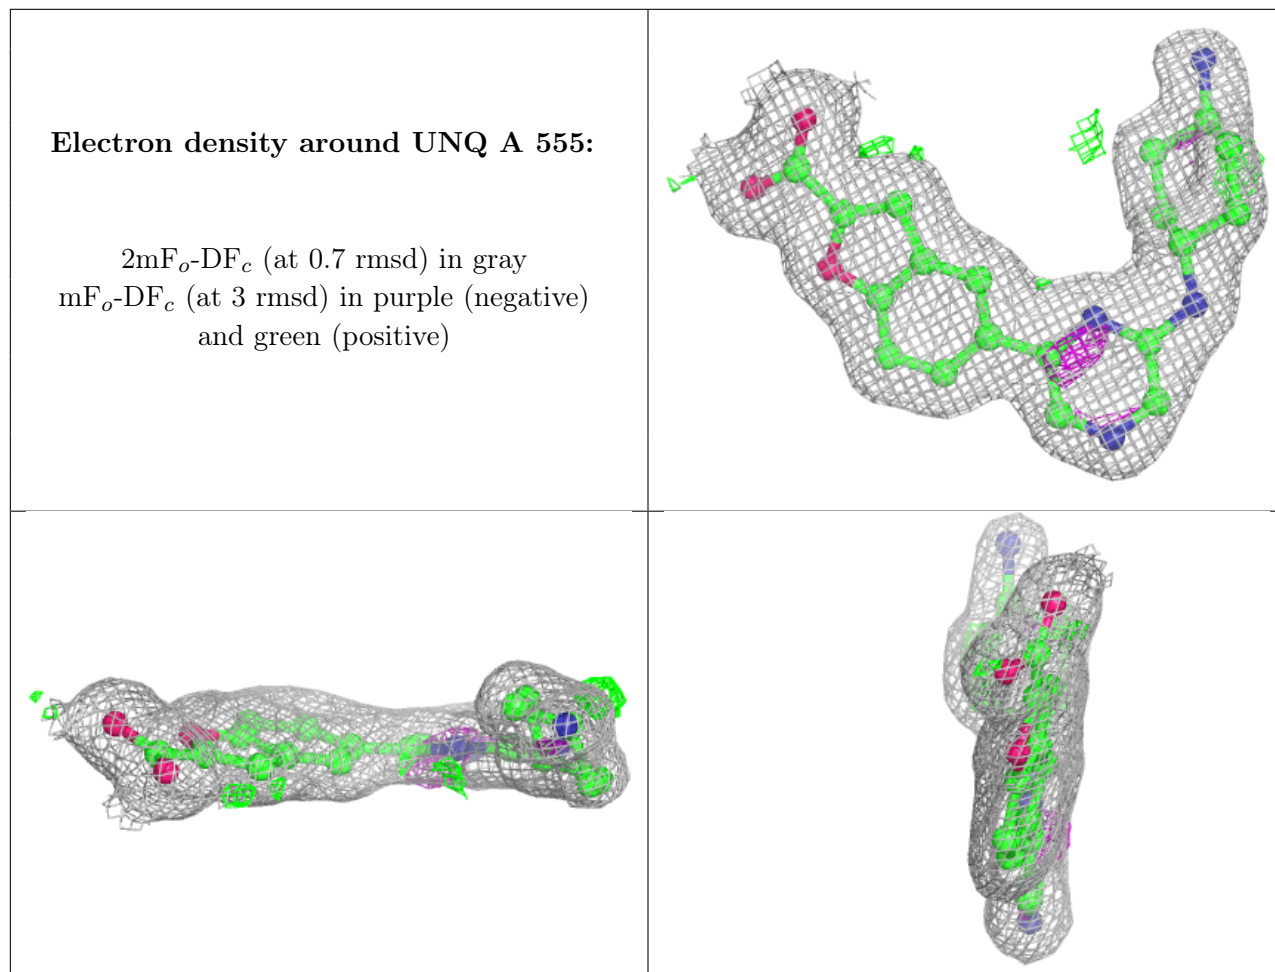 Electron density around UNQ A 555:
2mFo-DFc (at 0.7 rmsd) in gray
mFo-DFc (at 3 rmsd) in purple (negative)
and green (positive)